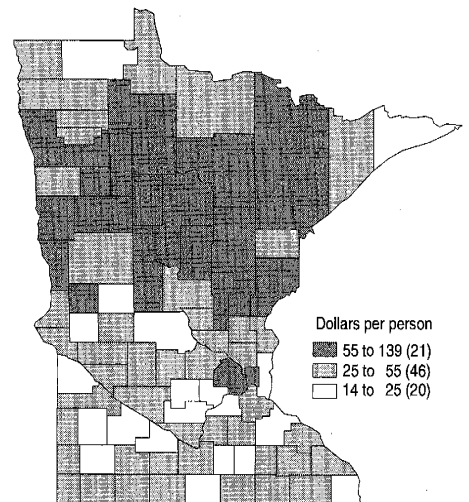 Dollars per person
55 to 139 (21)
25 to 55 (46)
14 to 25 (20)